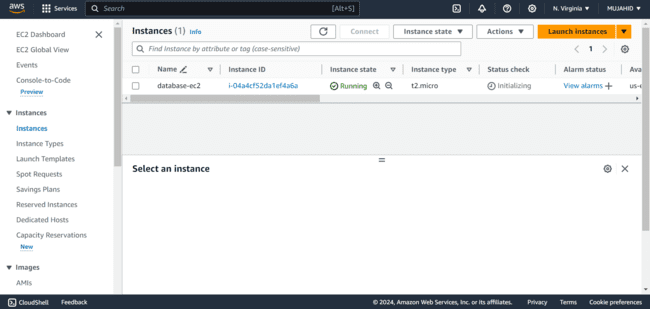 aws Services Search [Alt+S] N. Virginia MUJAHID
EC2 Dashboard
EC2 Global View
Events
Console-to-Code
Preview
Instances
Instances
Instance Types
Launch Templates
Spot Requests
Savings Plans
Reserved Instances
Dedicated Hosts
Capacity Reservations
New
Images
AMIs
Instances (1) Info Connect Instance state Actions Launch instances
Find Instance by attribute or tag (case-sensitive) 1
Name Instance ID Instance state Instance type Status check Alarm status Ava
database-ec2 i-04a4cf52da1ef4a6a Running t2.micro Initializing View alarms us-e
Select an instance
CloudShell Feedback © 2024, Amazon Web Services, Inc. or its affiliates. Privacy Terms Cookie preferences